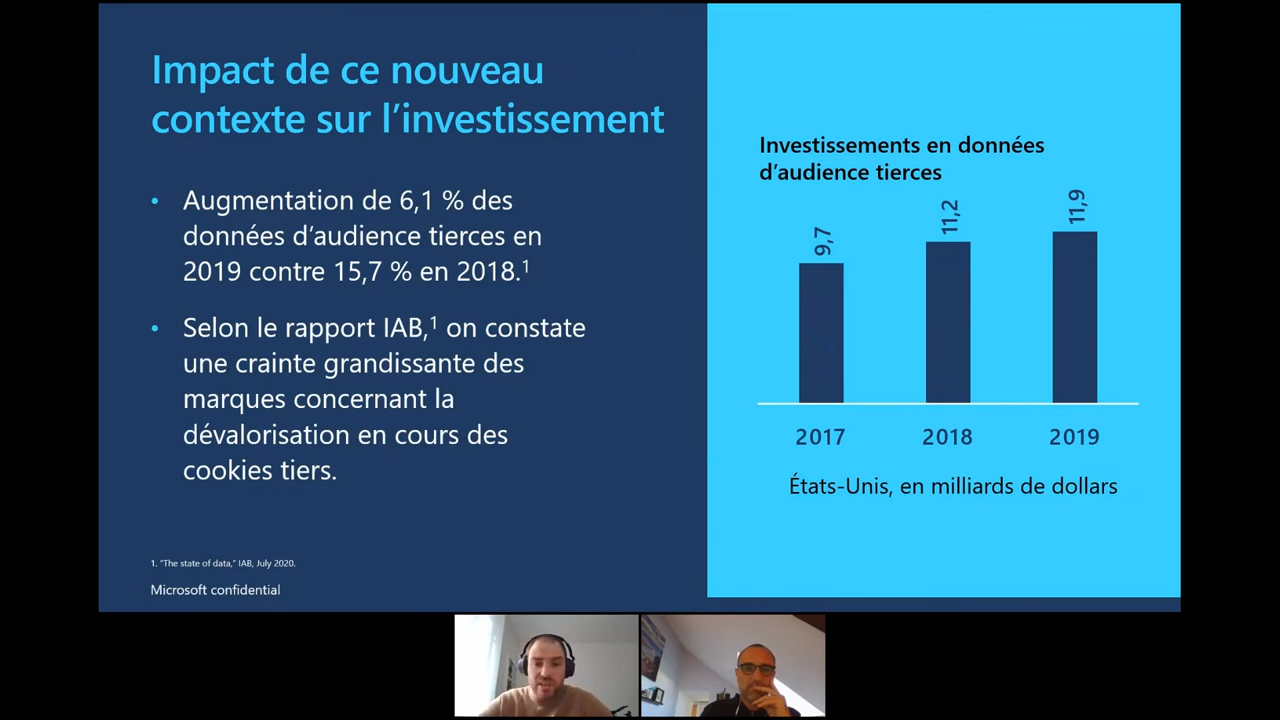 Impact de ce nouveau
contexte sur l’investissement
• Augmentation de 6,1 % des
données d’audience tierces en
2019 contre 15,7 % en 2018.¹
• Selon le rapport IAB,¹ on constate
une crainte grandissante des
marques concernant la
dévalorisation en cours des
cookies tiers.
1. “The state of data,” IAB, July 2020.
Microsoft confidential
Investissements en données
d’audience tierces
9,7
11,2
11,9
2017 2018 2019
États-Unis, en milliards de dollars